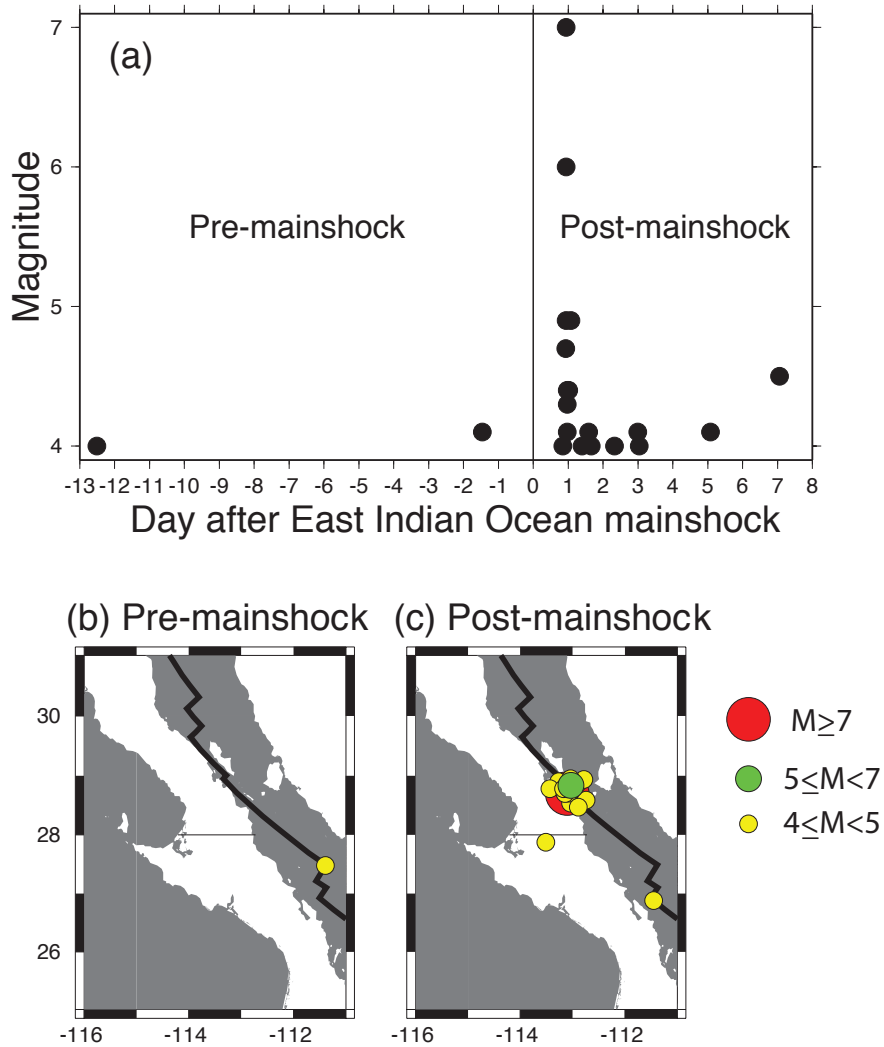 (a)
7
6
5
4
Magnitude
Pre-mainshock Post-mainshock
-13 -12 -11 -10 -9 -8 -7 -6 -5 -4 -3 -2 -1 0 1 2 3 4 5 6 7 8
Day after East Indian Ocean mainshock
(b) Pre-mainshock
30
28
26
-116 -114 -112
(c) Post-mainshock
-116 -114 -112
M≥7
5≤M<7
4≤M<5